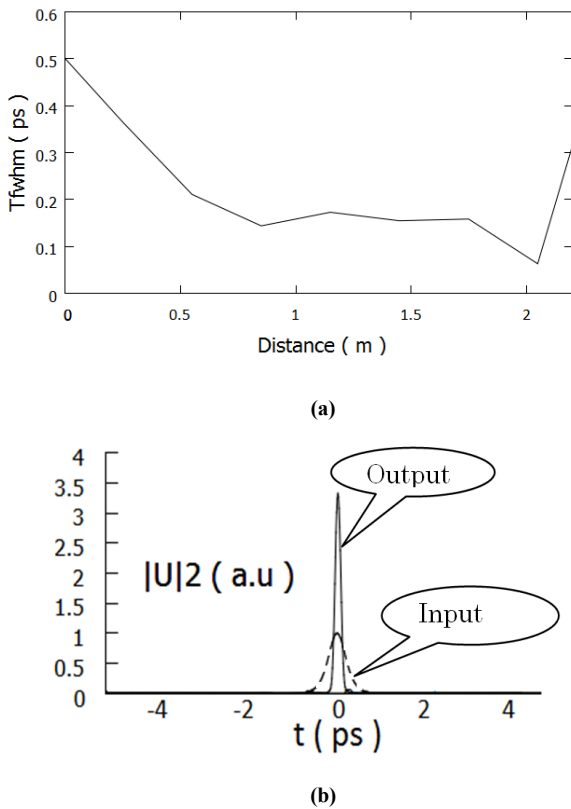 0.6
0.5
0.4
0.3
0.2
0.1
0
Tfwhm ( ps )
0 0.5 1 1.5 2
Distance ( m )
(a)
4
3.5
3
2.5
2
1.5
1
0.5
0
|U|2 ( a.u )
Output
Input
-4 -2 0 2 4
t ( ps )
(b)